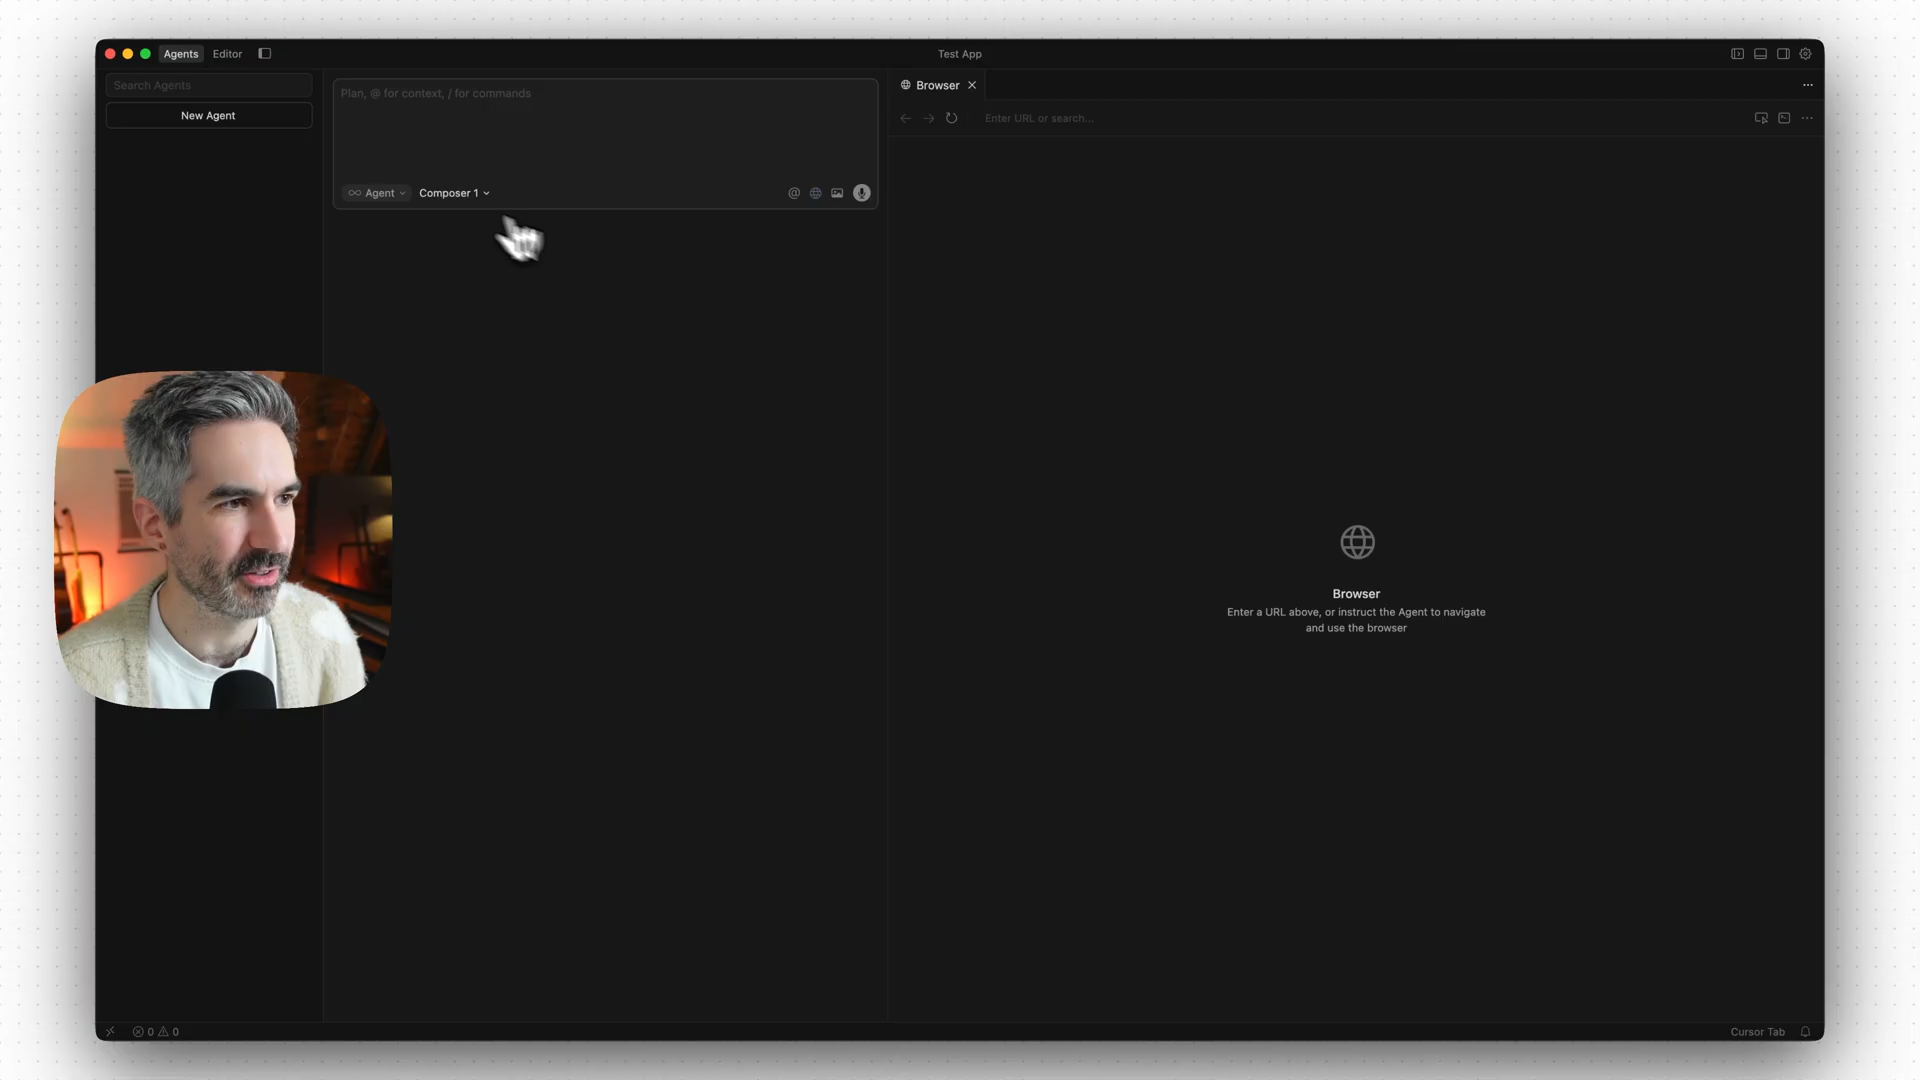 Agents
Editor
Test App
Search Agents
New Agent
Plan, @ for context, / for commands
Agent
Composer 1
Browser
Enter URL or search...
Browser
Enter a URL above, or instruct the Agent to navigate
and use the browser
0
0
Cursor Tab